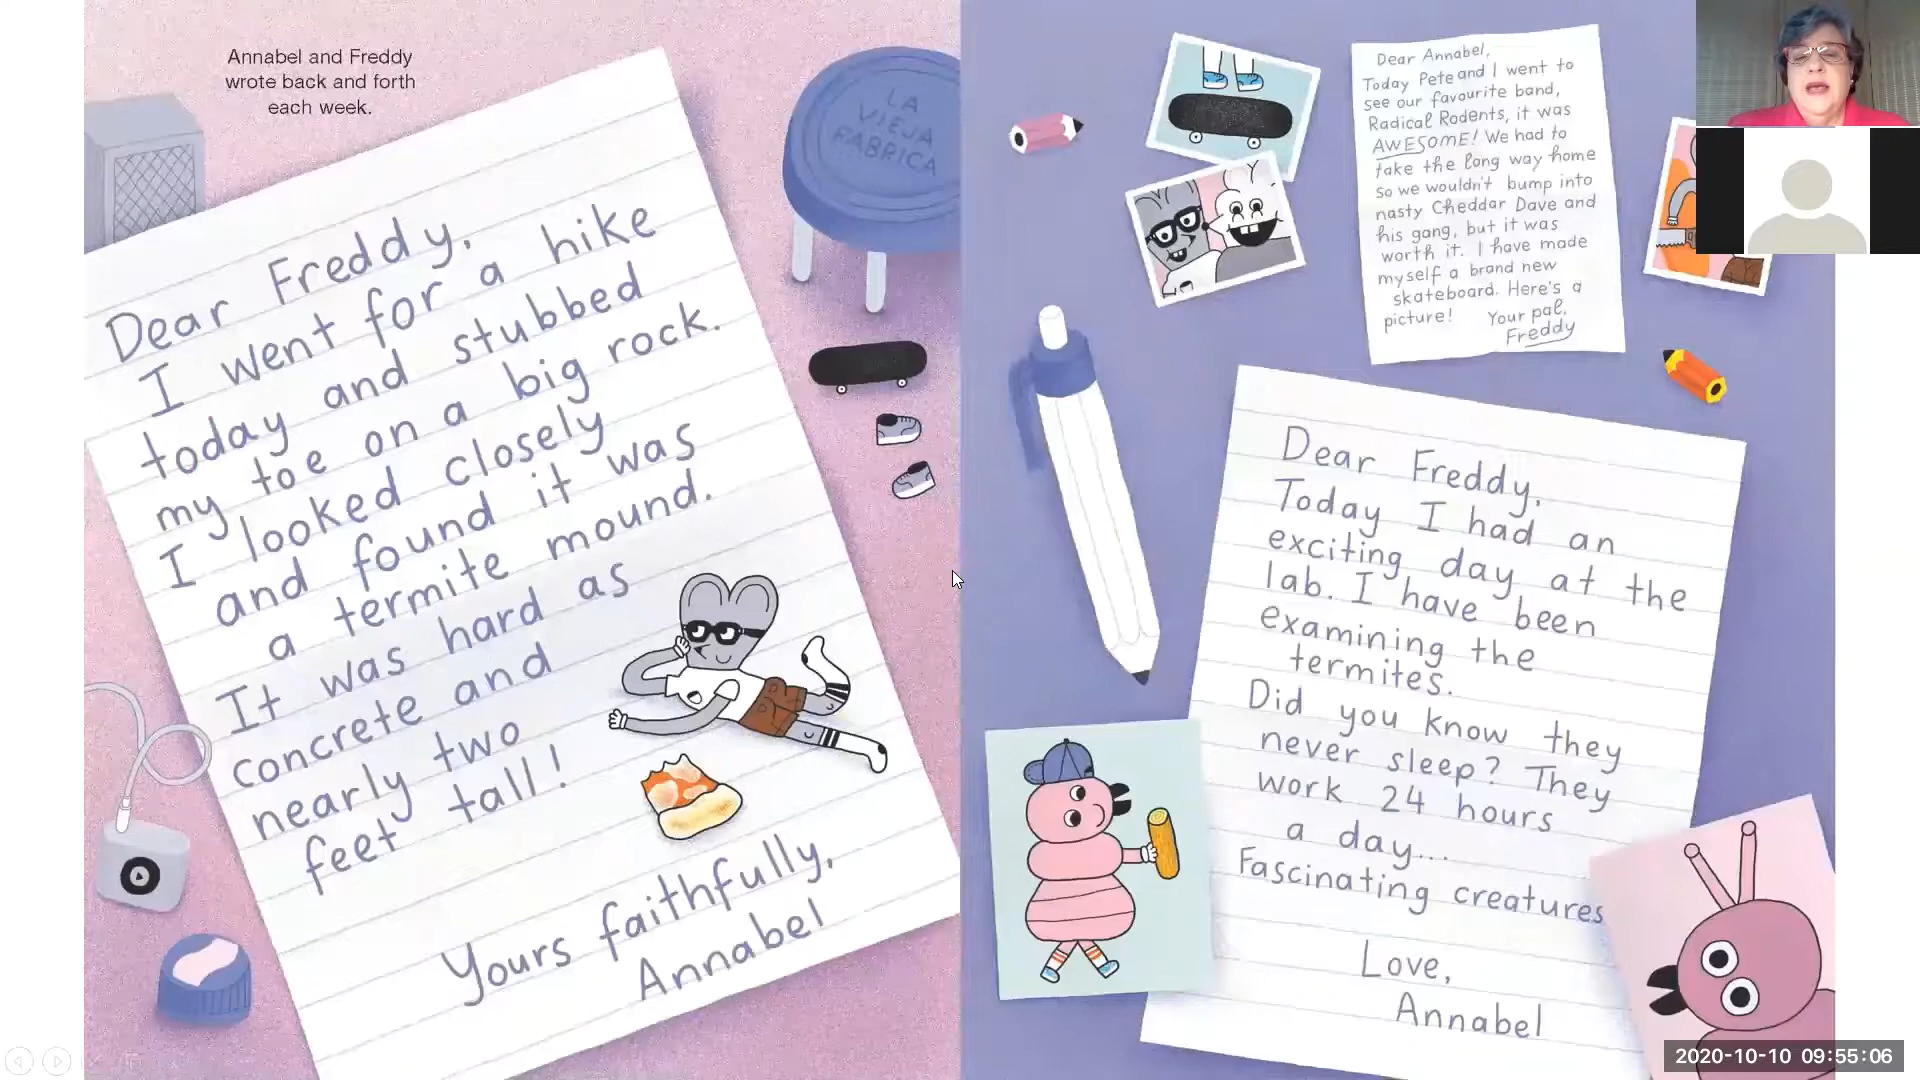 Annabel and Freddy
wrote back and forth
each week.
Dear Freddy,
I went for a hike
today and stubbed
my toe on a big rock.
I looked closely
and found it was
a termite mound.
It was hard as
concrete and
nearly two
feet tall!
Yours faithfully,
Annabel
LA
VIEJA
FABRICA
Dear Annabel,
Today Pete and I went to
see our favourite band,
Radical Rodents, it was
AWESOME! We had to
take the long way home
so we wouldn't bump into
nasty Cheddar Dave and
his gang, but it was
worth it. I have made
myself a brand new
skateboard. Here's a
picture! Your pal,
Freddy
Dear Freddy,
Today I had an
exciting day at the
lab. I have been
examining the
termites.
Did you know they
never sleep? They
work 24 hours
a day...
Fascinating creatures
Love,
Annabel
2020-10-10 09:55:06